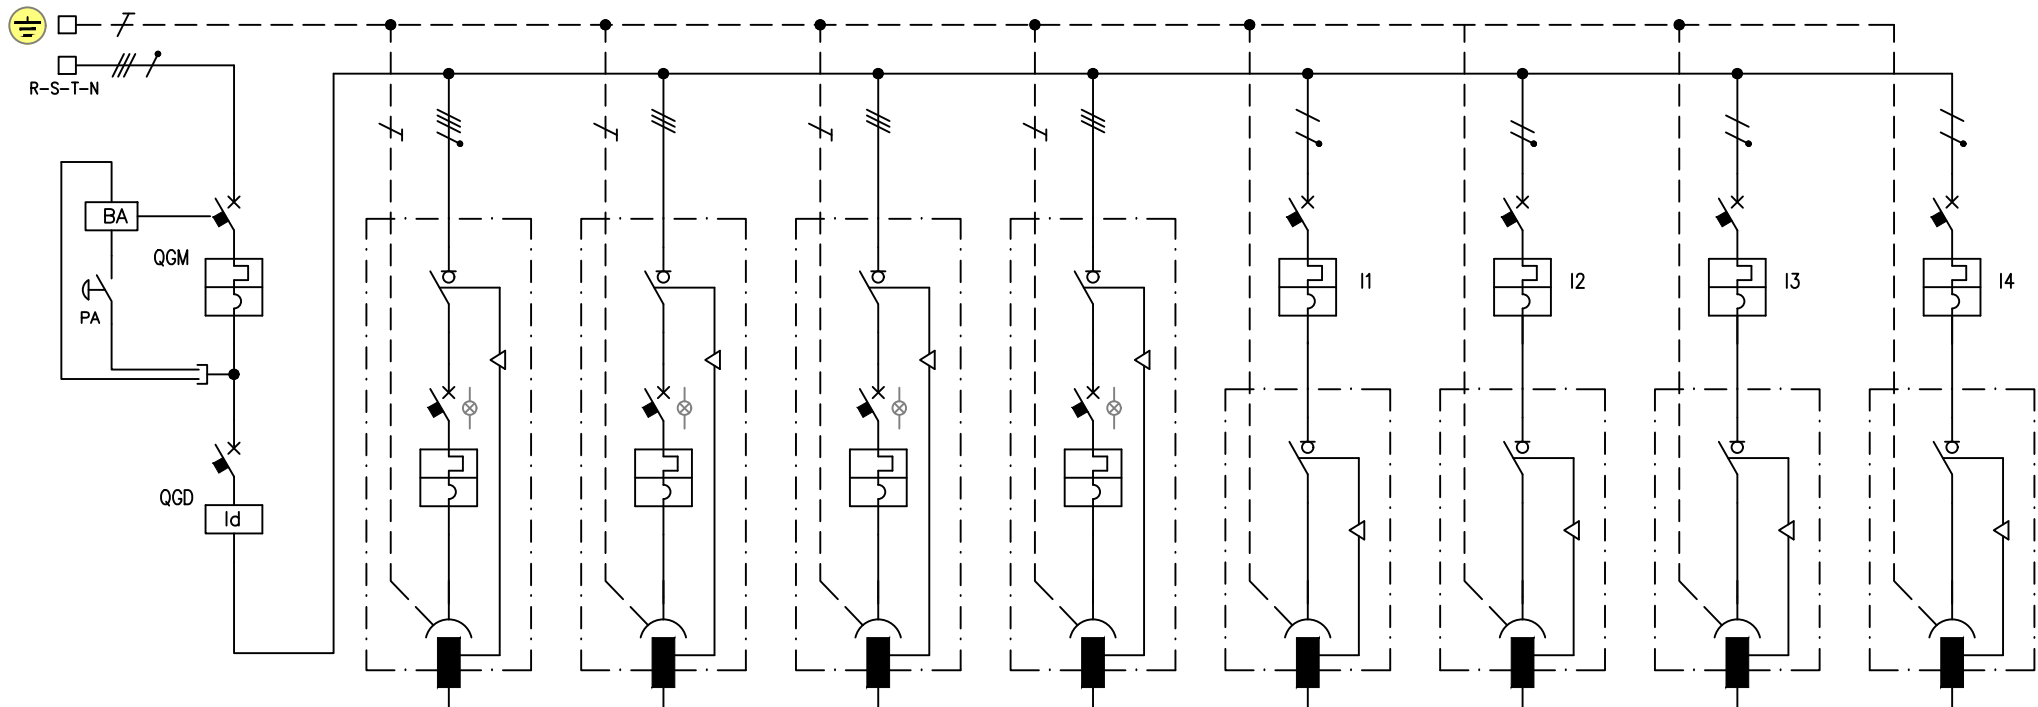 R-S-T-N
BA
QGM
PA
QGD
Id
I1
I2
I3
I4